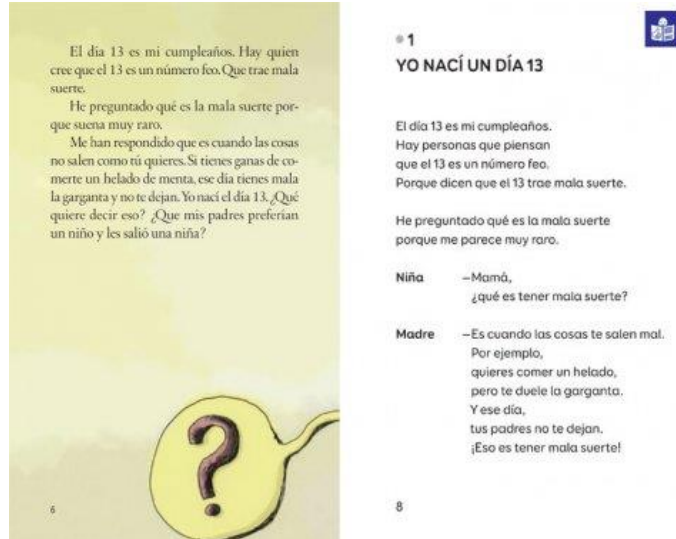 El día 13 es mi cumpleaños. Hay quien
cree que el 13 es un número feo. Que trae mala
suerte.
He preguntado qué es la mala suerte por-
que suena muy raro.
Me han respondido que es cuando las cosas
no salen como tú quieres. Si tienes ganas de co-
merte un helado de menta, ese día tienes mala
la garganta y no te dejan. Yo nací el día 13. ¿Qué
quiere decir eso? ¿Que mis padres preferían
un niño y les salió una niña?
?
6
1
YO NACÍ UN DÍA 13
El día 13 es mi cumpleaños.
Hay personas que piensan
que el 13 es un número feo.
Porque dicen que el 13 trae mala suerte.
He preguntado qué es la mala suerte
porque me parece muy raro.
Niña –Mamá,
¿qué es tener mala suerte?
Madre –Es cuando las cosas te salen mal.
Por ejemplo,
quieres comer un helado,
pero te duele la garganta.
Y ese día,
tus padres no te dejan.
¡Eso es tener mala suerte!
8